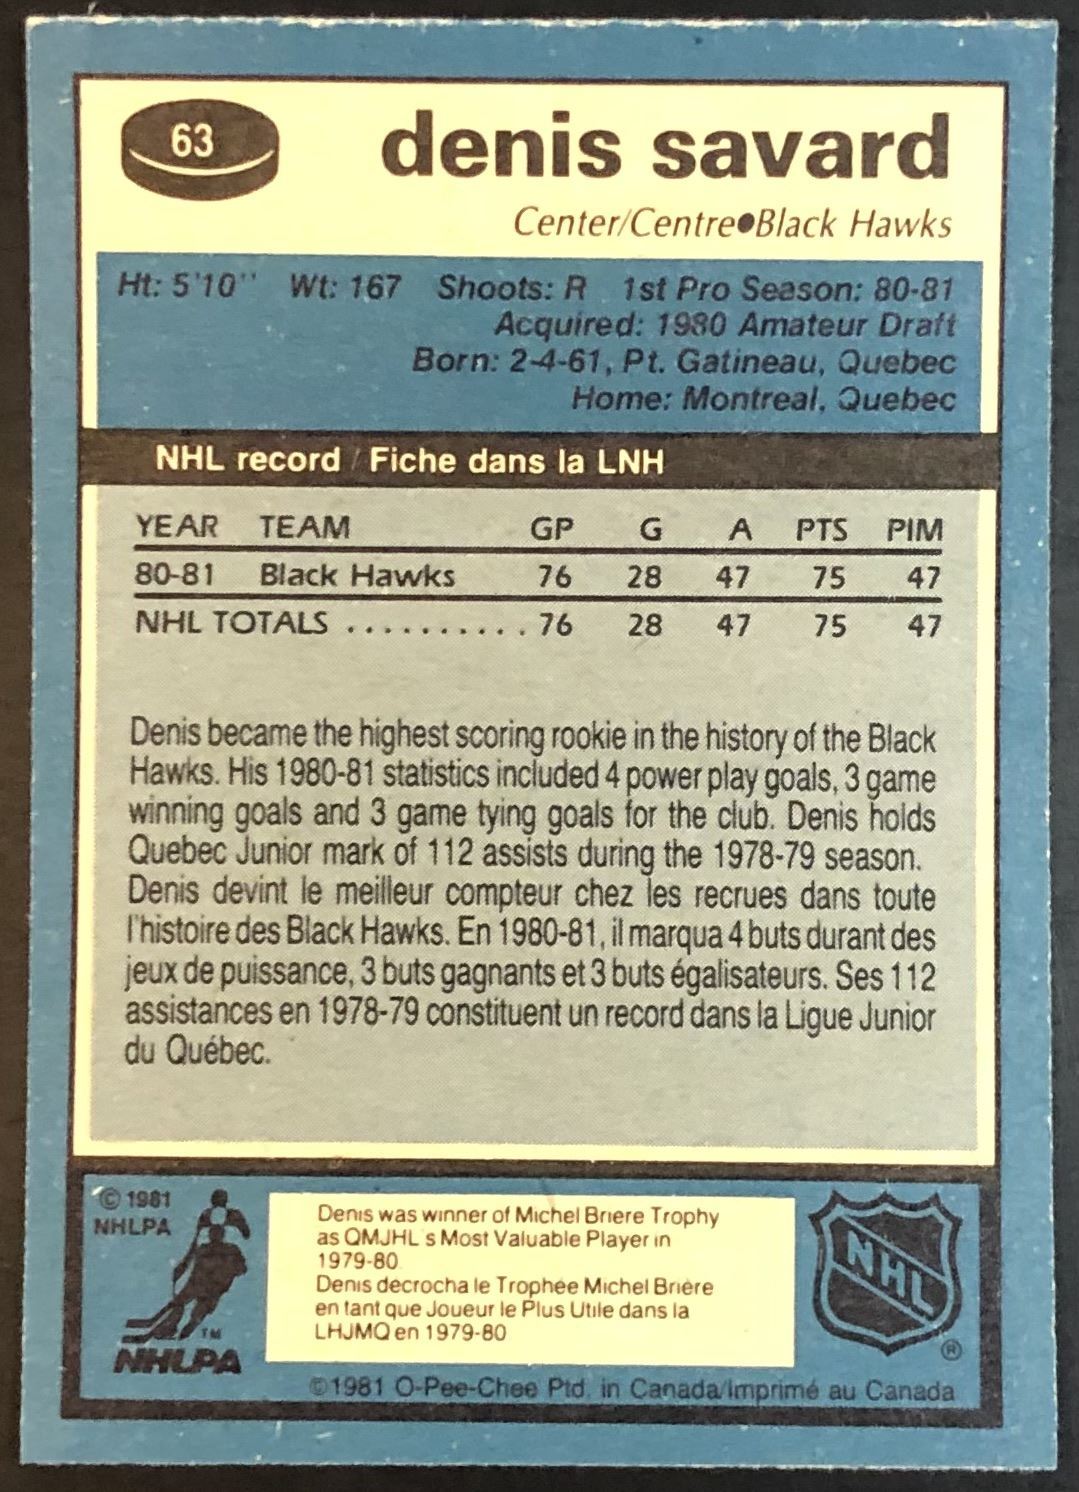 63
denis savard
Center/Centre●Black Hawks
Ht: 5'10" Wt: 167 Shoots: R 1st Pro Season: 80-81
Acquired: 1980 Amateur Draft
Born: 2-4-61, Pt. Gatineau, Quebec
Home: Montreal, Quebec
NHL record / Fiche dans la LNH
YEAR TEAM GP G A PTS PIM
80-81 Black Hawks 76 28 47 75 47
NHL TOTALS ........... 76 28 47 75 47
Denis became the highest scoring rookie in the history of the Black
Hawks. His 1980-81 statistics included 4 power play goals, 3 game
winning goals and 3 game tying goals for the club. Denis holds
Quebec Junior mark of 112 assists during the 1978-79 season.
Denis devint le meilleur compteur chez les recrues dans toute
l'histoire des Black Hawks. En 1980-81, il marqua 4 buts durant des
jeux de puissance, 3 buts gagnants et 3 buts égalisateurs. Ses 112
assistances en 1978-79 constituent un record dans la Ligue Junior
du Québec.
© 1981
NHLPA
TM
NHLPA
Denis was winner of Michel Briere Trophy
as QMJHL's Most Valuable Player in
1979-80.
Denis decrocha le Trophée Michel Brière
en tant que Joueur le Plus Utile dans la
LHJMQ en 1979-80
NHL
®
©1981 O-Pee-Chee Ptd. in Canada/Imprimé au Canada